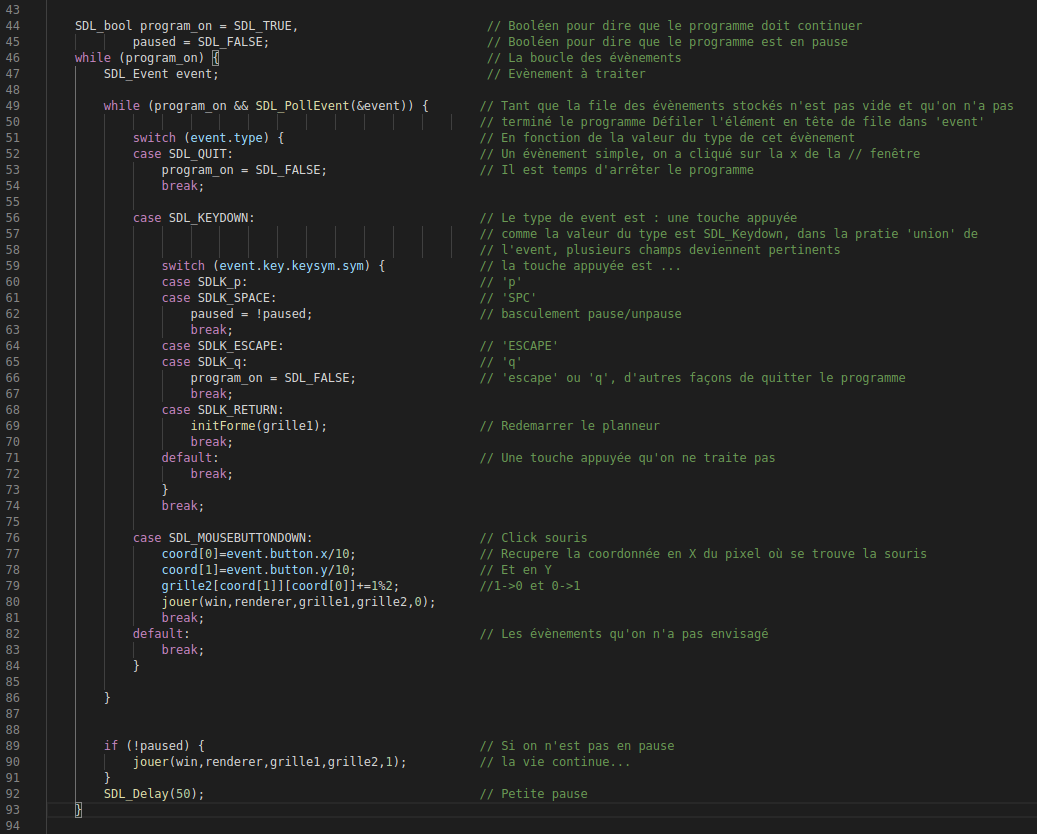 43
44 SDL_bool program_on = SDL_TRUE, // Booléen pour dire que le programme doit continuer
45 paused = SDL_FALSE; // Booléen pour dire que le programme est en pause
46 while (program_on) { // La boucle des évènements
47 SDL_Event event; // Evènement à traiter
48
49 while (program_on && SDL_PollEvent(&event)) { // Tant que la file des évènements stockés n'est pas vide et qu'on n'a pas
50 // terminé le programme Défiler l'élément en tête de file dans 'event'
51 switch (event.type) { // En fonction de la valeur du type de cet évènement
52 case SDL_QUIT: // Un évènement simple, on a cliqué sur la x de la // fenêtre
53 program_on = SDL_FALSE; // Il est temps d'arrêter le programme
54 break;
55
56 case SDL_KEYDOWN: // Le type de event est : une touche appuyée
57 // comme la valeur du type est SDL_Keydown, dans la pratie 'union' de
58 // l'event, plusieurs champs deviennent pertinents
59 switch (event.key.keysym.sym) { // la touche appuyée est ...
60 case SDLK_p: // 'p'
61 case SDLK_SPACE: // 'SPC'
62 paused = !paused; // basculement pause/unpause
63 break;
64 case SDLK_ESCAPE: // 'ESCAPE'
65 case SDLK_q: // 'q'
66 program_on = SDL_FALSE; // 'escape' ou 'q', d'autres façons de quitter le programme
67 break;
68 case SDLK_RETURN:
69 initForme(grille1); // Redemarrer le planneur
70 break;
71 default: // Une touche appuyée qu'on ne traite pas
72 break;
73 }
74 break;
75
76 case SDL_MOUSEBUTTONDOWN: // Click souris
77 coord[0]=event.button.x/10; // Recupere la coordonnée en X du pixel où se trouve la souris
78 coord[1]=event.button.y/10; // Et en Y
79 grille2[coord[1]][coord[0]]+=1%2; //1->0 et 0->1
80 jouer(win,renderer,grille1,grille2,0);
81 break;
82 default: // Les évènements qu'on n'a pas envisagé
83 break;
84 }
85
86 }
87
88
89 if (!paused) { // Si on n'est pas en pause
90 jouer(win,renderer,grille1,grille2,1); // la vie continue...
91 }
92 SDL_Delay(50); // Petite pause
93 }
94